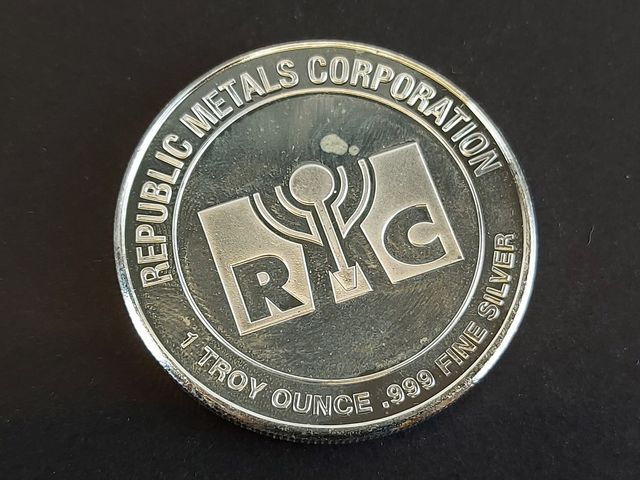 REPUBLIC METALS CORPORATION
R C
1 TROY OUNCE .999 FINE SILVER